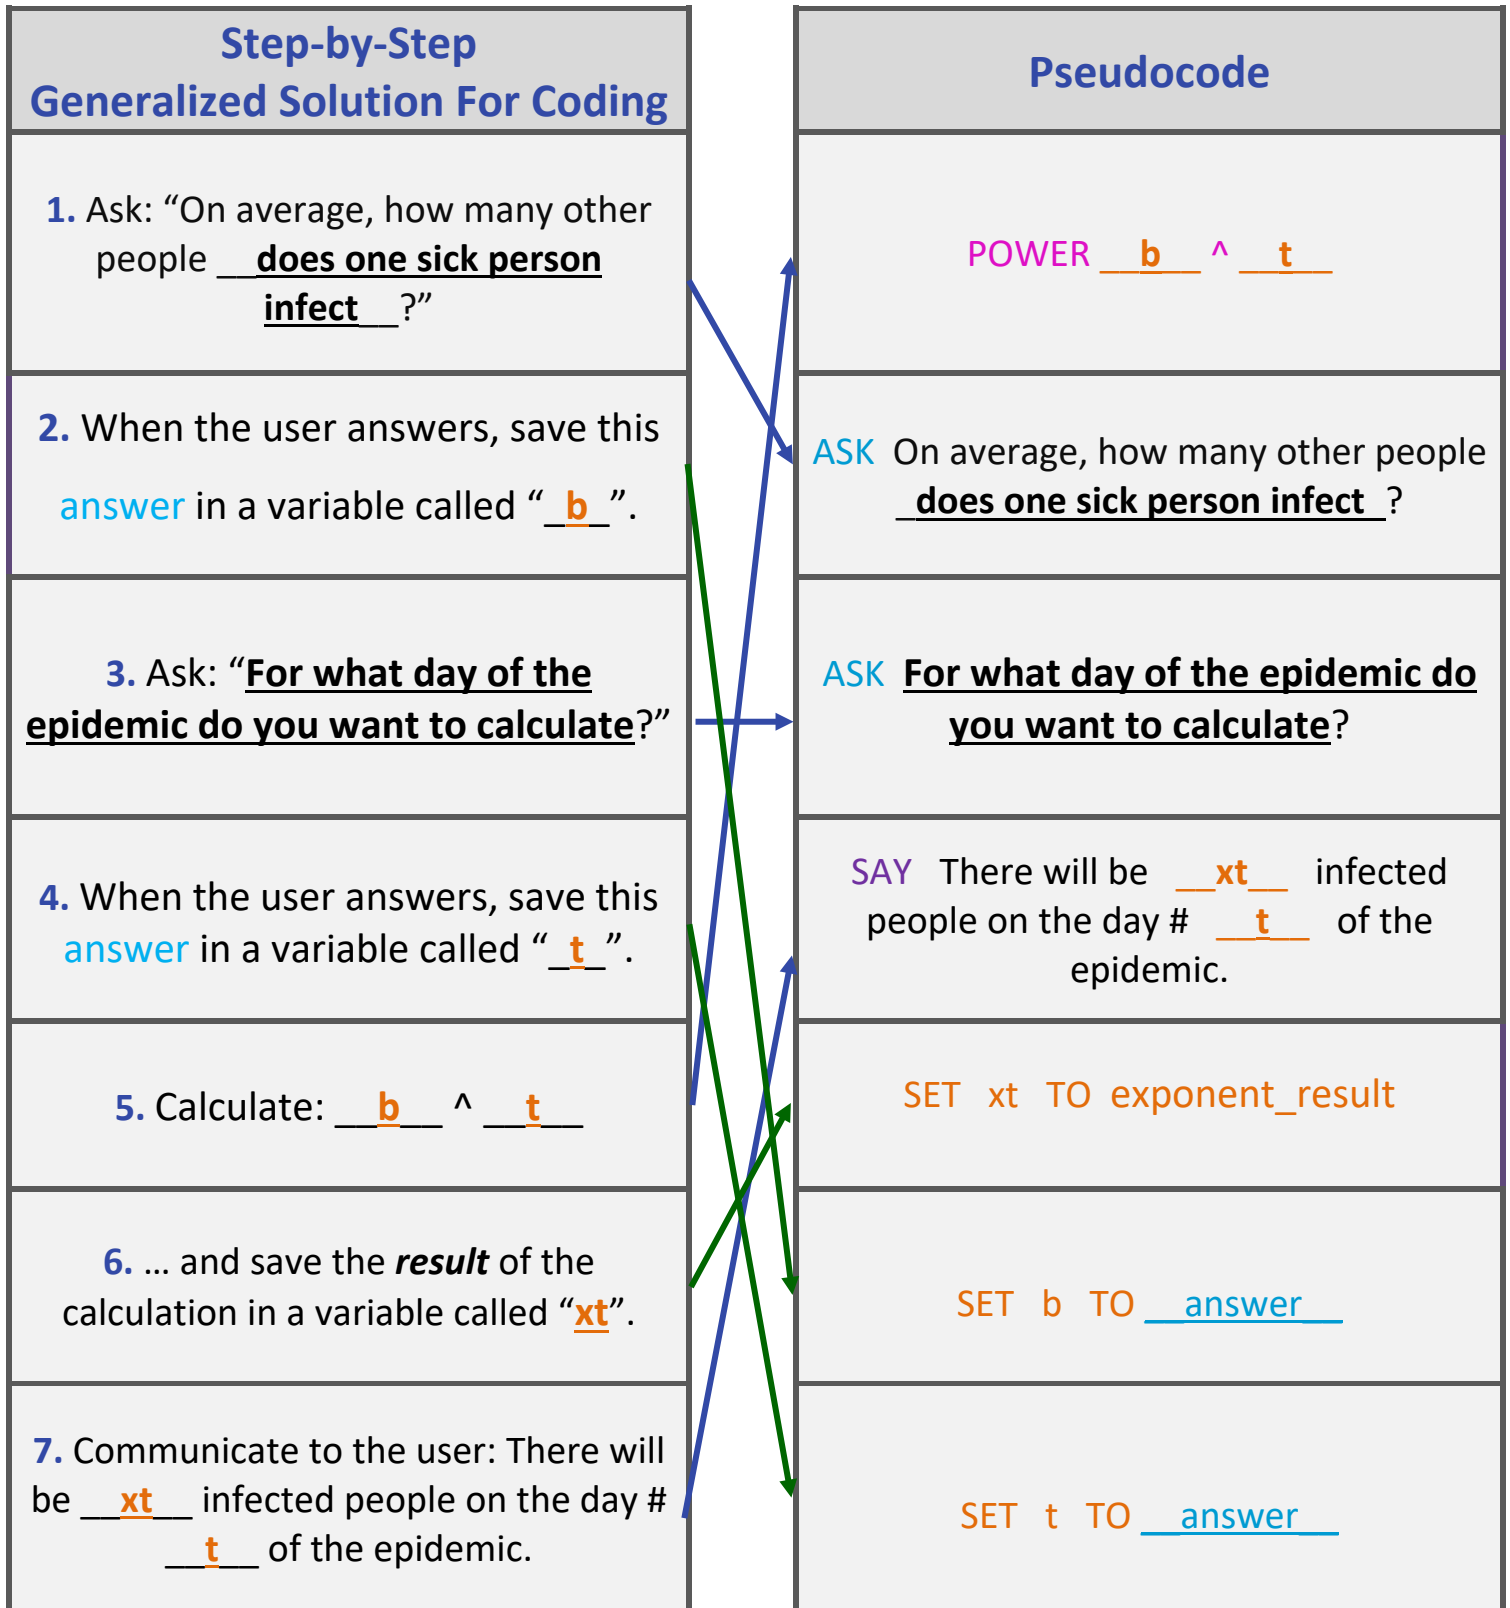 Step-by-Step
Generalized Solution For Coding
1. Ask: “On average, how many other
people __does one sick person
infect__?”
2. When the user answers, save this
answer in a variable called “_b_”.
3. Ask: “For what day of the
epidemic do you want to calculate?”
4. When the user answers, save this
answer in a variable called “_t_”.
5. Calculate: __b__ ^ __t__
6. … and save the result of the
calculation in a variable called “xt”.
7. Communicate to the user: There will
be __xt__ infected people on the day #
__t__ of the epidemic.
Pseudocode
POWER __b__ ^ __t__
ASK On average, how many other people
_does one sick person infect_?
ASK For what day of the epidemic do
you want to calculate?
SAY There will be __xt__ infected
people on the day # __t__ of the
epidemic.
SET xt TO exponent_result
SET b TO __answer__
SET t TO __answer__